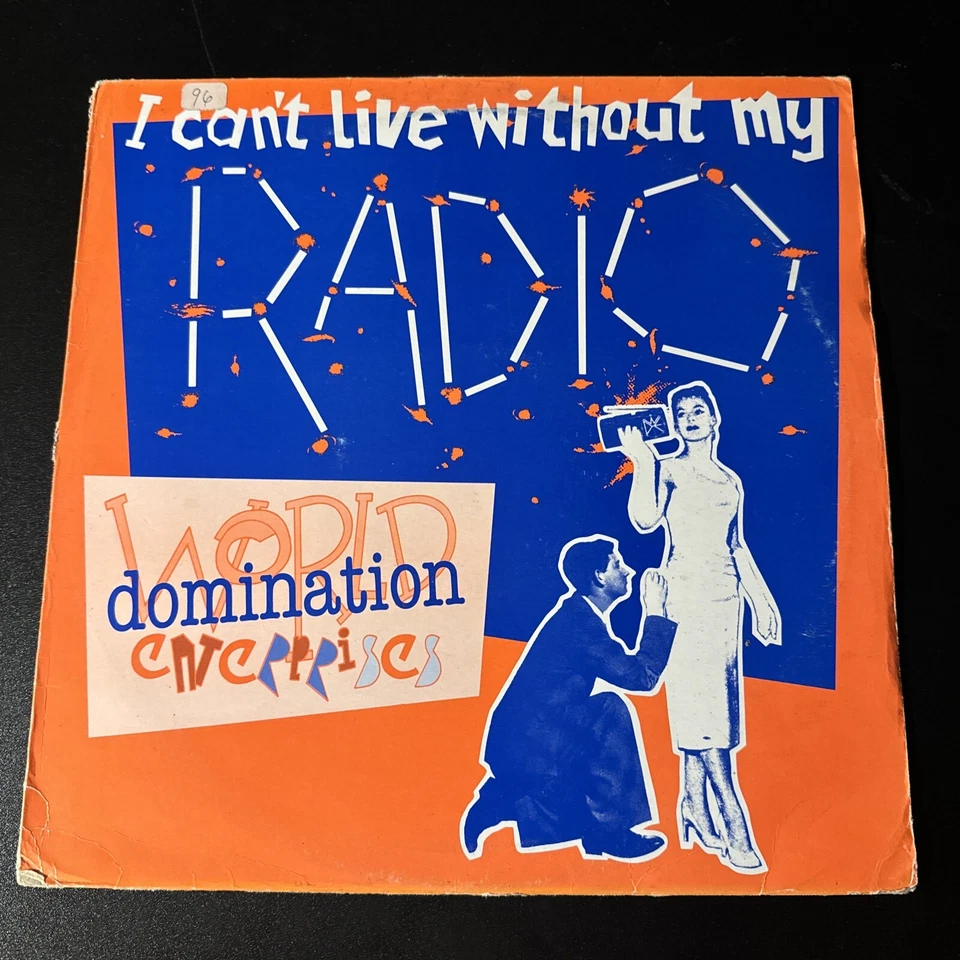 96
I can't live without my
RADIO
WORLD
domination
enterprises